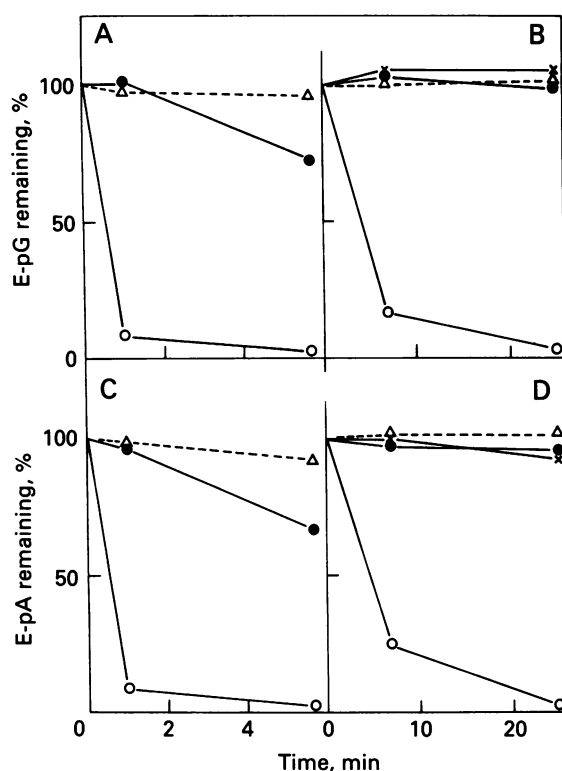 A
B
100
50
0
E-pG remaining, %
C
D
100
50
E-pA remaining, %
0 2 4 0 10 20
Time, min